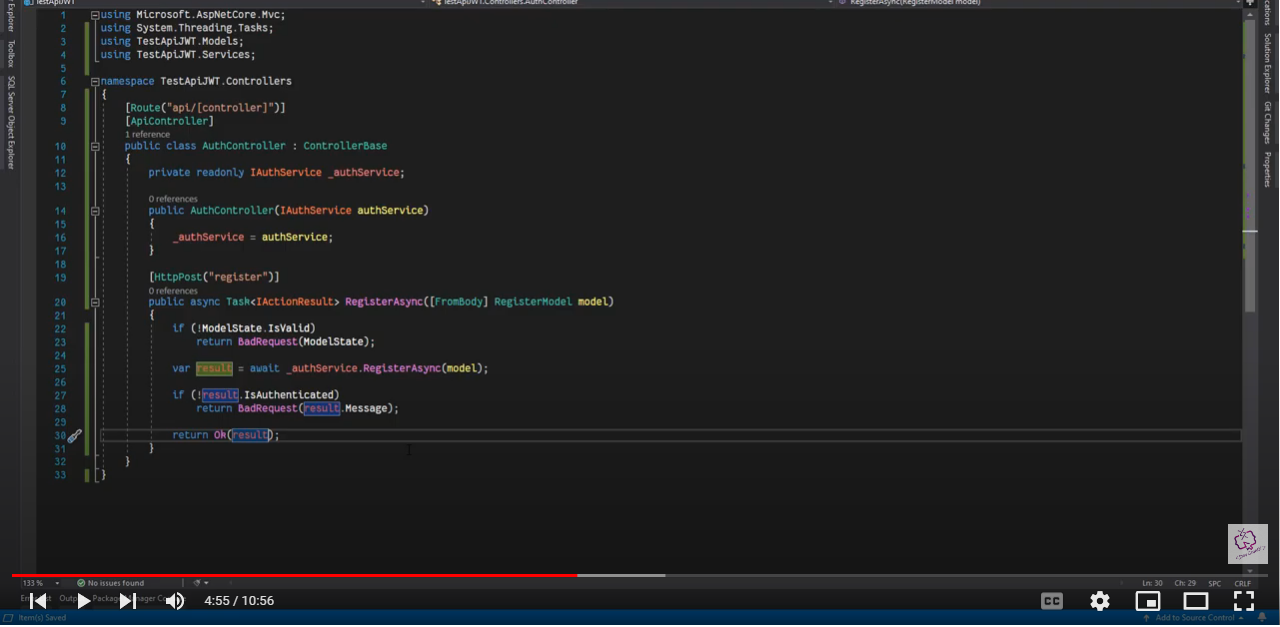 TestApiJWT
TestApiJWT.Controllers.AuthController
RegisterAsync(RegisterModel model)
Explorer
Toolbox
SQL Server Object Explorer
1 using Microsoft.AspNetCore.Mvc;
2 using System.Threading.Tasks;
3 using TestApiJWT.Models;
4 using TestApiJWT.Services;
5
6 namespace TestApiJWT.Controllers
7 {
8 [Route("api/[controller]")]
9 [ApiController]
1 reference
10 public class AuthController : ControllerBase
11 {
12 private readonly IAuthService _authService;
13
0 references
14 public AuthController(IAuthService authService)
15 {
16 _authService = authService;
17 }
18
19 [HttpPost("register")]
0 references
20 public async Task<IActionResult> RegisterAsync([FromBody] RegisterModel model)
21 {
22 if (!ModelState.IsValid)
23 return BadRequest(ModelState);
24
25 var result = await _authService.RegisterAsync(model);
26
27 if (!result.IsAuthenticated)
28 return BadRequest(result.Message);
29
30 return Ok(result);
31 }
32 }
33 }
Solution Explorer
Git Changes
Properties
133 %
No issues found
Ln: 30 Ch: 29 SPC CRLF
4:55 / 10:56
CC
Item(s) Saved
Add to Source Control